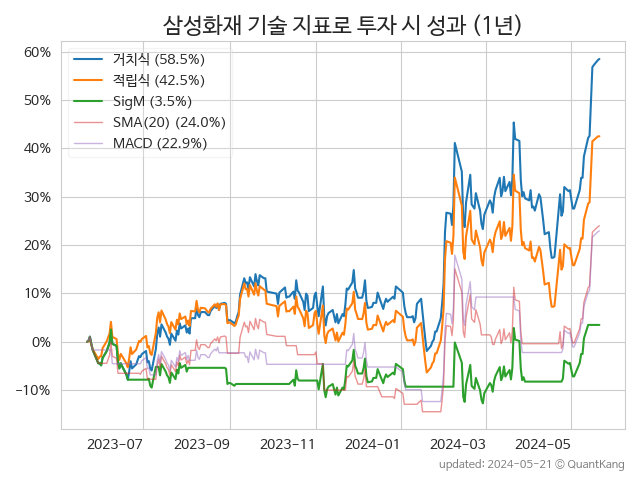 삼성화재 기술 지표로 투자 시 성과 (1년)
거치식 (58.5%)
적립식 (42.5%)
SigM (3.5%)
SMA(20) (24.0%)
MACD (22.9%)
60%
50%
40%
30%
20%
10%
0%
−10%
2023−07
2023−09
2023−11
2024−01
2024−03
2024−05
updated: 2024−05−21 ⓒ QuantKang